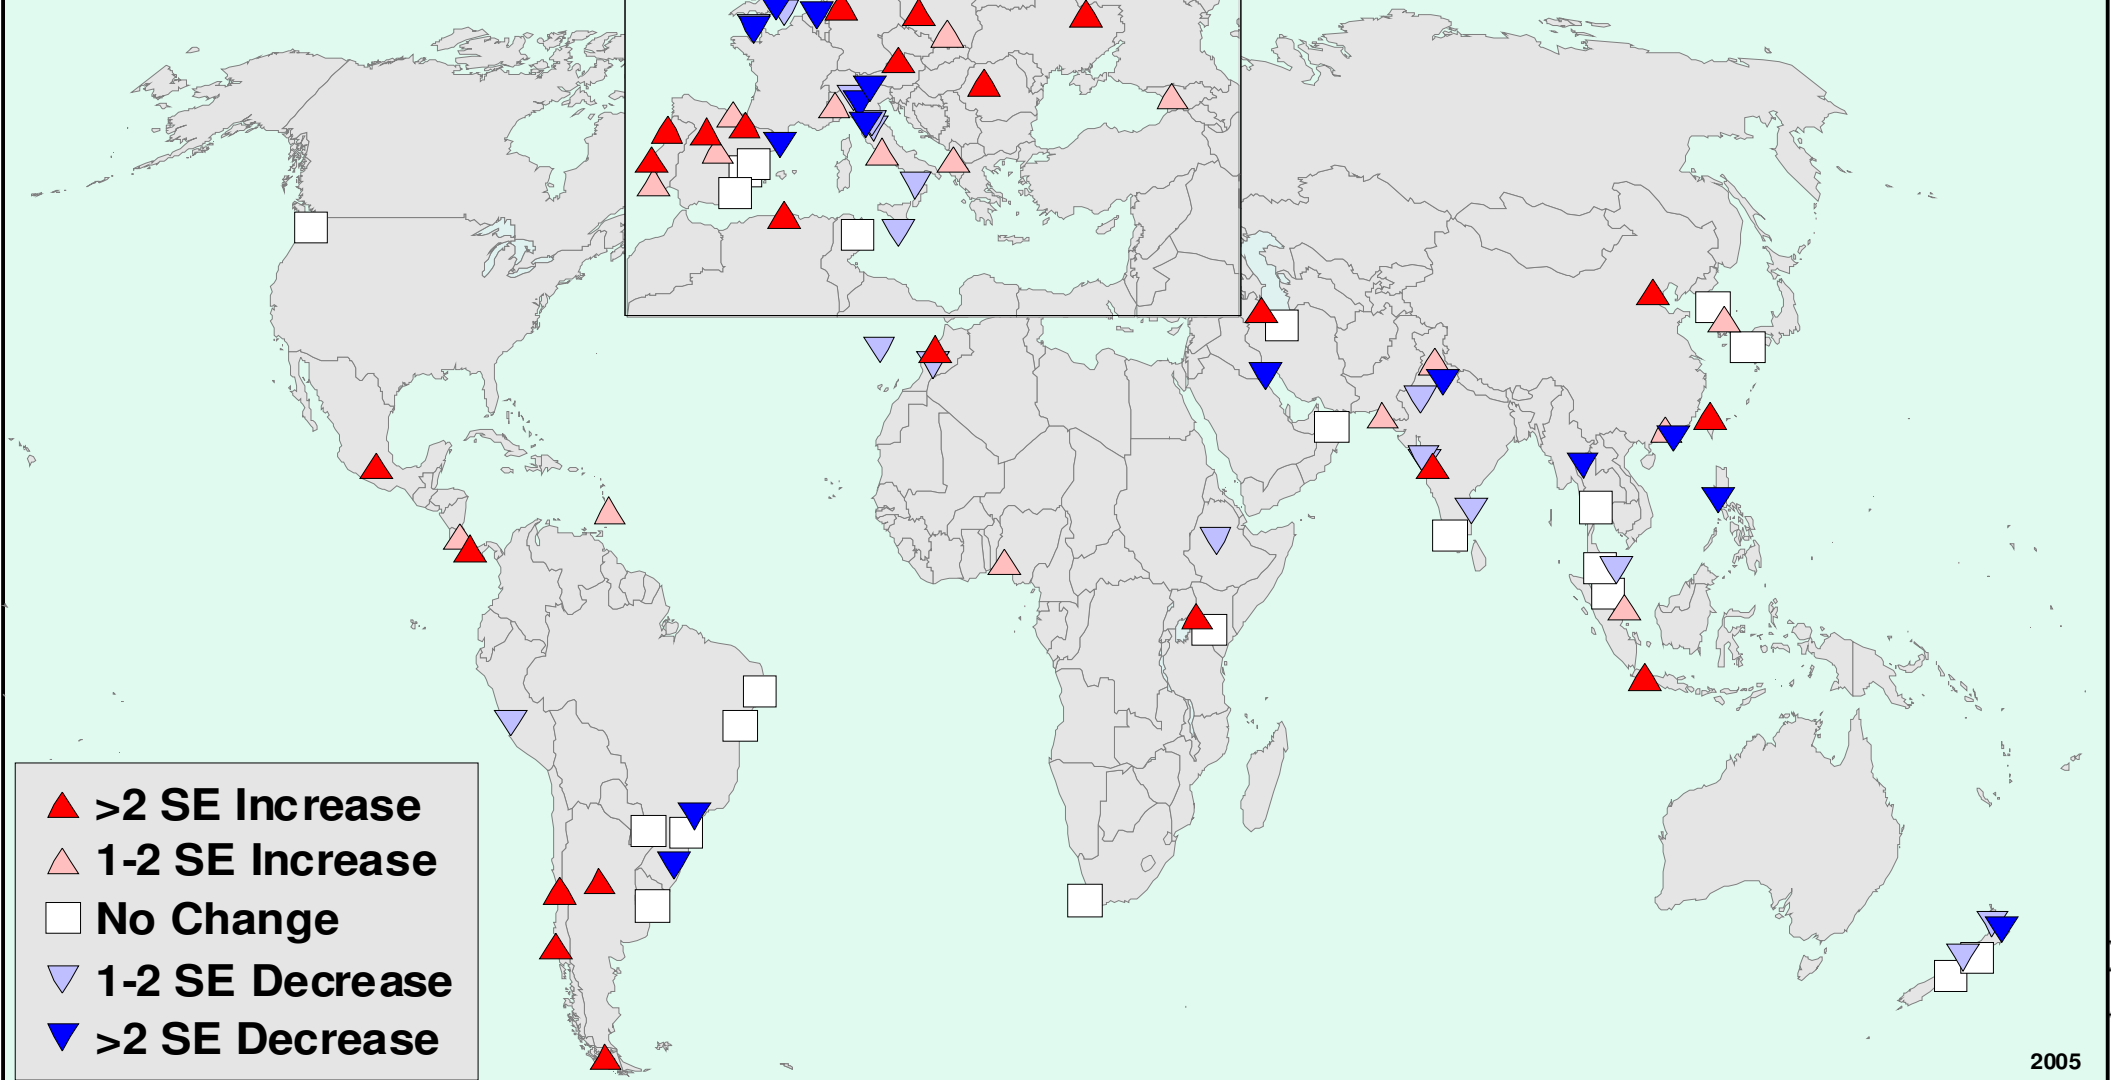 >2 SE Increase
1-2 SE Increase
No Change
1-2 SE Decrease
>2 SE Decrease
2005